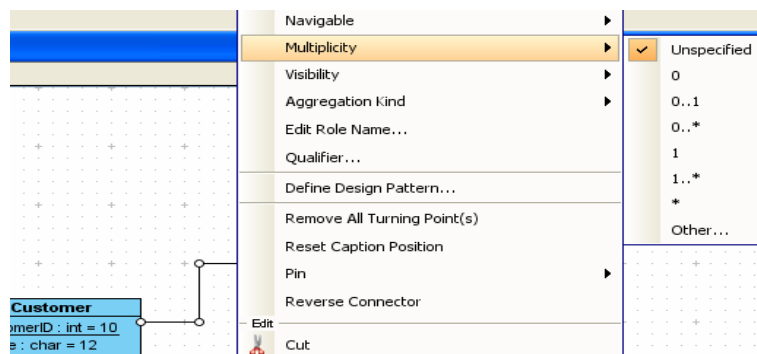 Navigable
Multiplicity
Visibility
Aggregation Kind
Edit Role Name...
Qualifier...
Define Design Pattern...
Remove All Turning Point(s)
Reset Caption Position
Pin
Reverse Connector
Edit
Cut
Unspecified
0
0..1
0..*
1
1..*
*
Other...
Customer
omerID : int = 10
e : char = 12